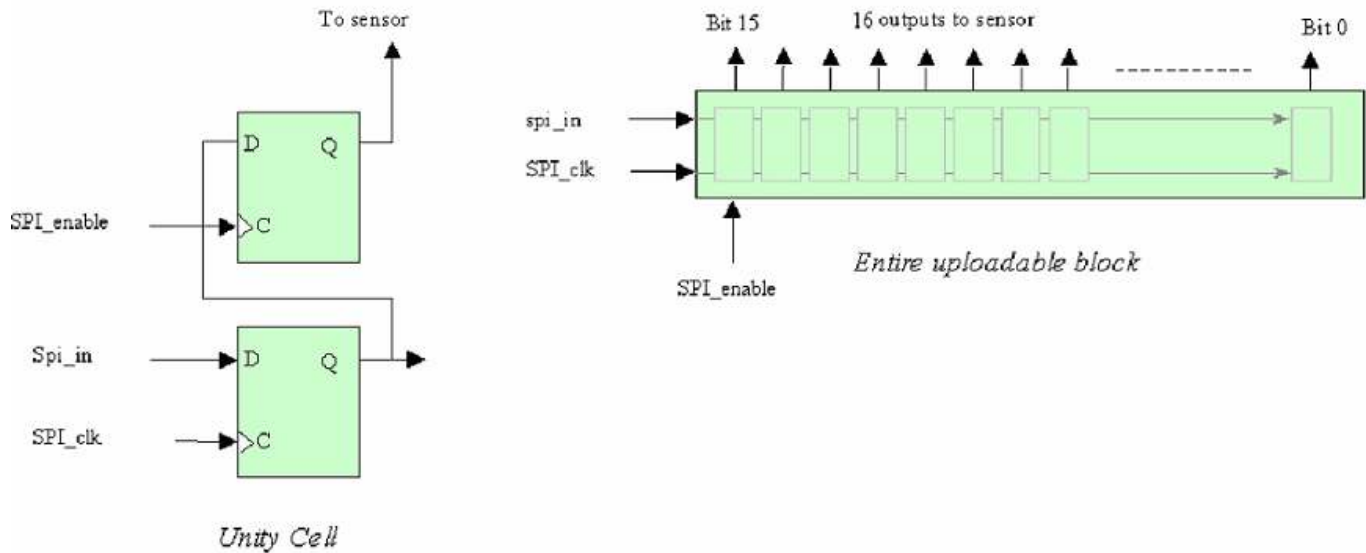 To sensor
D
Q
SPI_enable
C
Spi_in
D
Q
SPI_clk
C
Unity Cell
Bit 15
16 outputs to sensor
Bit 0
spi_in
SPI_clk
SPI_enable
Entire uploadable block